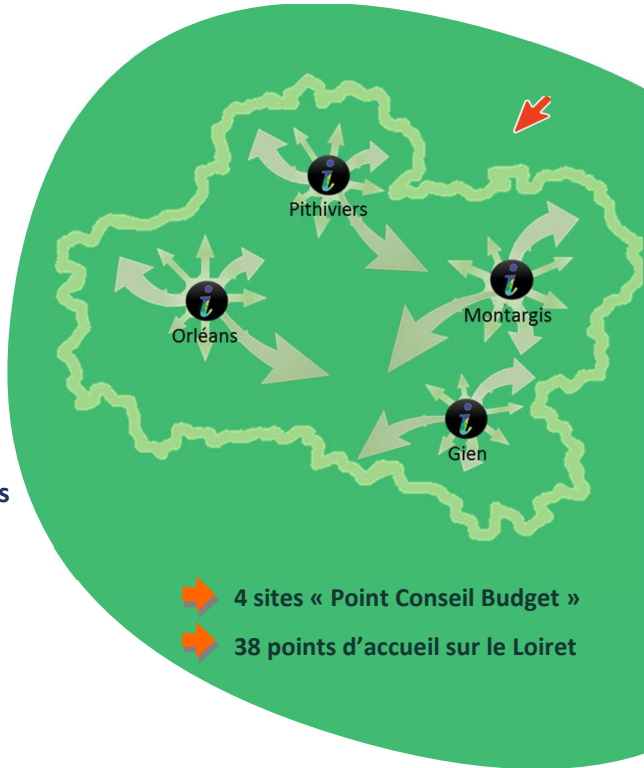 Pithiviers
Montargis
Orléans
Gien
s
4 sites « Point Conseil Budget »
38 points d’accueil sur le Loiret